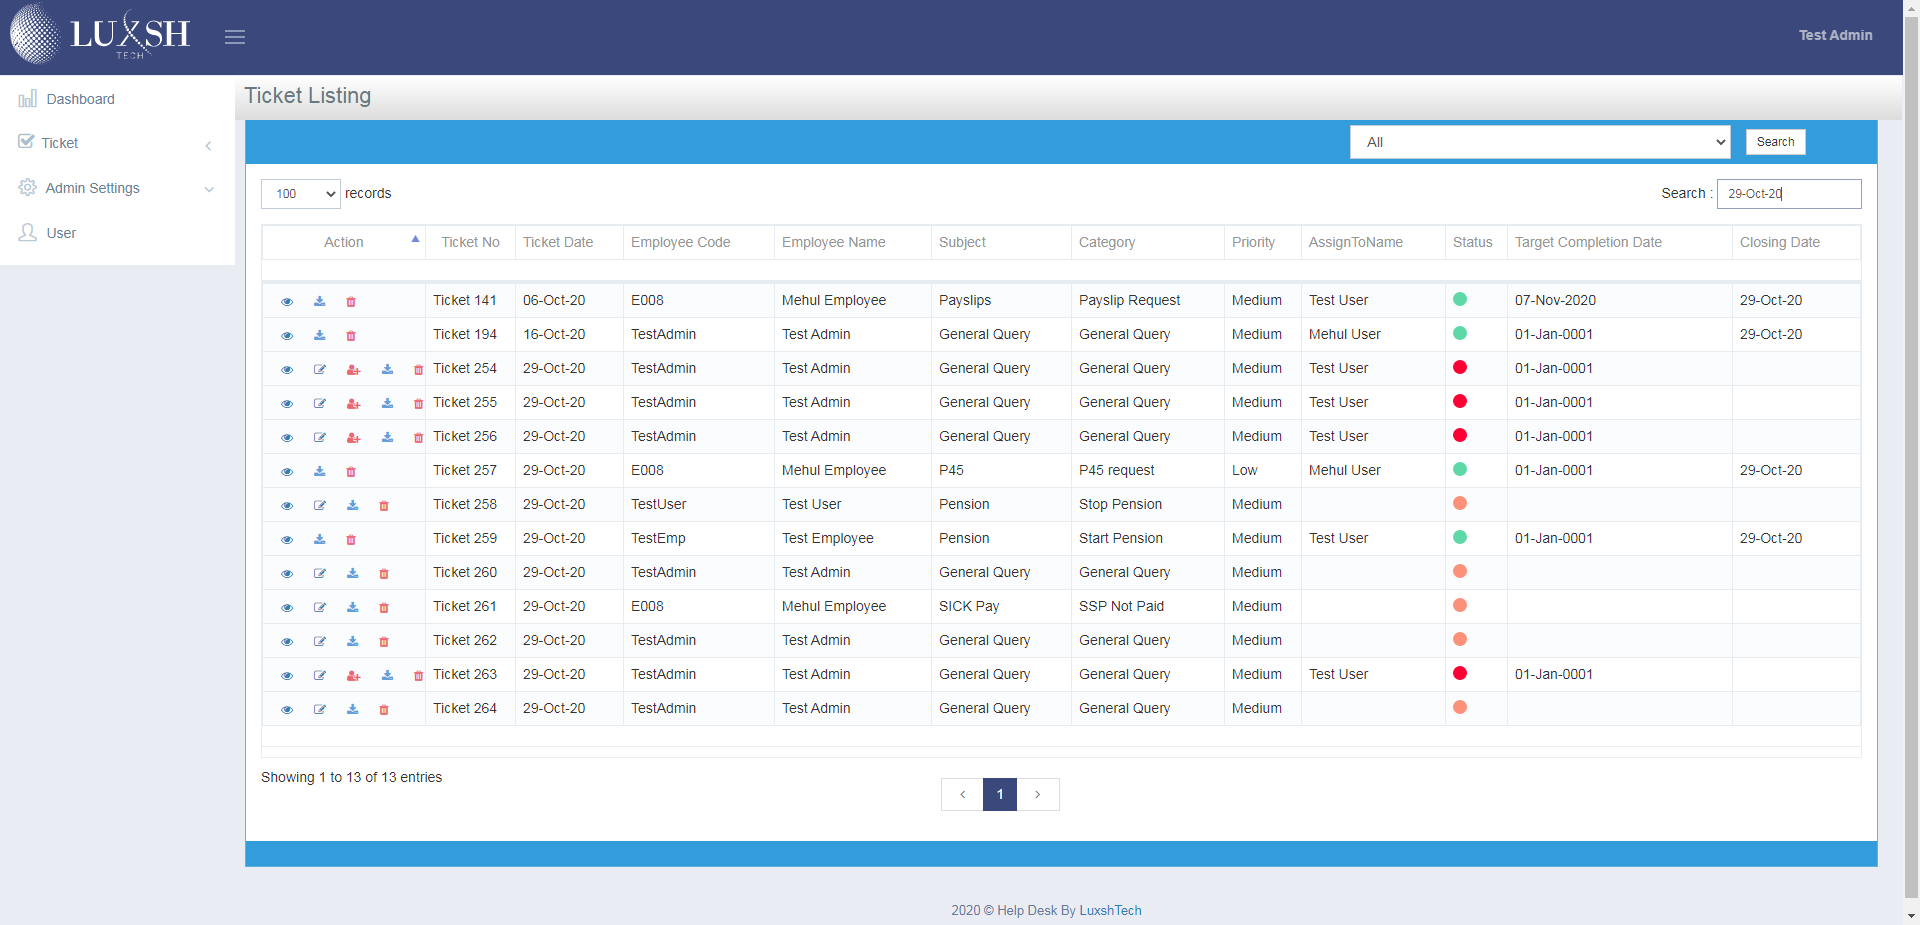 LUXSH
TECH
Test Admin
Dashboard
Ticket
Admin Settings
User
Ticket Listing
All Search
100 records Search : 29-Oct-20
Action Ticket No Ticket Date Employee Code Employee Name Subject Category Priority AssignToName Status Target Completion Date Closing Date
Ticket 141 06-Oct-20 E008 Mehul Employee Payslips Payslip Request Medium Test User 07-Nov-2020 29-Oct-20
Ticket 194 16-Oct-20 TestAdmin Test Admin General Query General Query Medium Mehul User 01-Jan-0001 29-Oct-20
Ticket 254 29-Oct-20 TestAdmin Test Admin General Query General Query Medium Test User 01-Jan-0001
Ticket 255 29-Oct-20 TestAdmin Test Admin General Query General Query Medium Test User 01-Jan-0001
Ticket 256 29-Oct-20 TestAdmin Test Admin General Query General Query Medium Test User 01-Jan-0001
Ticket 257 29-Oct-20 E008 Mehul Employee P45 P45 request Low Mehul User 01-Jan-0001 29-Oct-20
Ticket 258 29-Oct-20 TestUser Test User Pension Stop Pension Medium
Ticket 259 29-Oct-20 TestEmp Test Employee Pension Start Pension Medium Test User 01-Jan-0001 29-Oct-20
Ticket 260 29-Oct-20 TestAdmin Test Admin General Query General Query Medium
Ticket 261 29-Oct-20 E008 Mehul Employee SICK Pay SSP Not Paid Medium
Ticket 262 29-Oct-20 TestAdmin Test Admin General Query General Query Medium
Ticket 263 29-Oct-20 TestAdmin Test Admin General Query General Query Medium Test User 01-Jan-0001
Ticket 264 29-Oct-20 TestAdmin Test Admin General Query General Query Medium
Showing 1 to 13 of 13 entries
1
2020 © Help Desk By LuxshTech